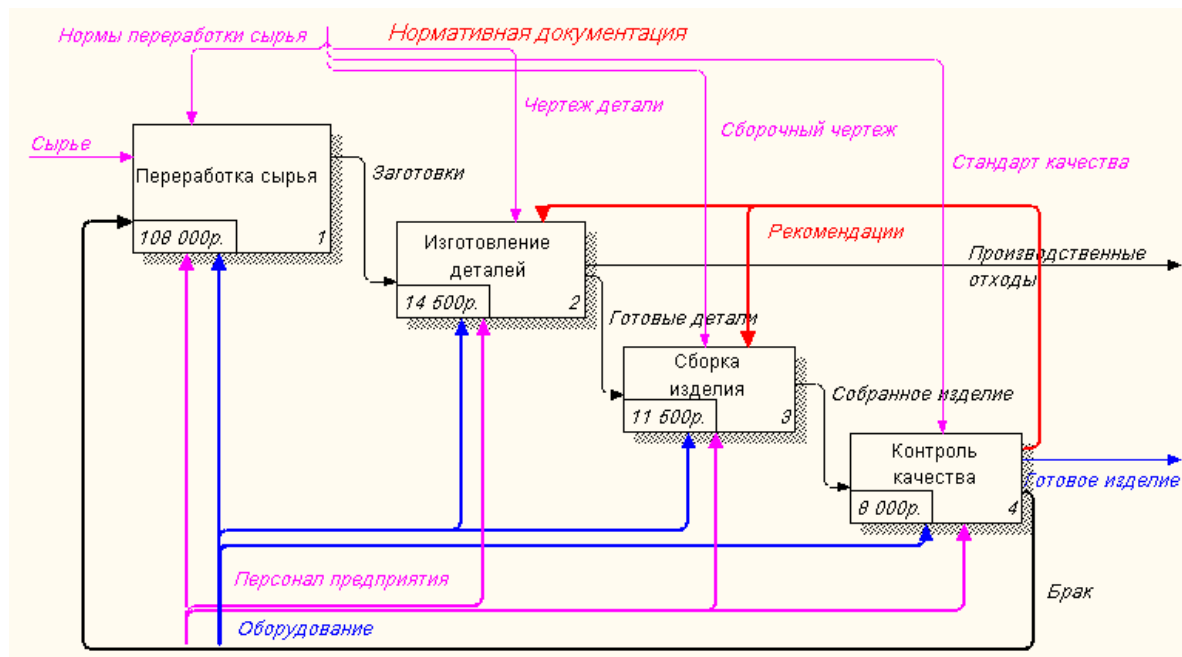 Нормы переработки сырья
Нормативная документация
Чертеж детали
Сборочный чертеж
Сырье
Стандарт качества
Переработка сырья
Заготовки
108 000р.
1
Рекомендации
Изготовление
деталей
Производственные
отходы
14 500р.
2
Готовые детали
Сборка
изделия
Собранное изделие
11 500р.
3
Контроль
качества
Готовое изделие
8 000р.
4
Персонал предприятия
Брак
Оборудование